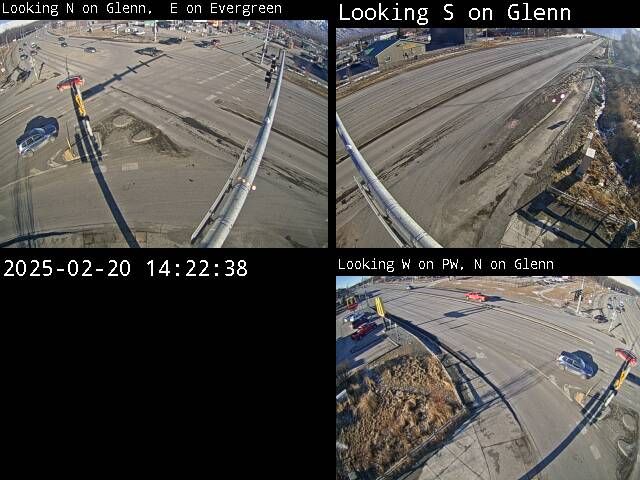 Looking N on Glenn,  E on Evergreen
Looking S on Glenn
2025-02-20 14:22:38
Looking W on PW, N on Glenn